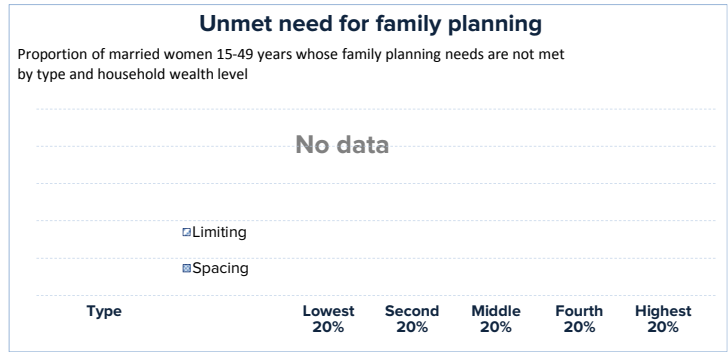 Unmet need for family planning
Proportion of married women 15-49 years whose family planning needs are not met
by type and household wealth level
No data
Limiting
Spacing
Type
Lowest 20%
Second 20%
Middle 20%
Fourth 20%
Highest 20%